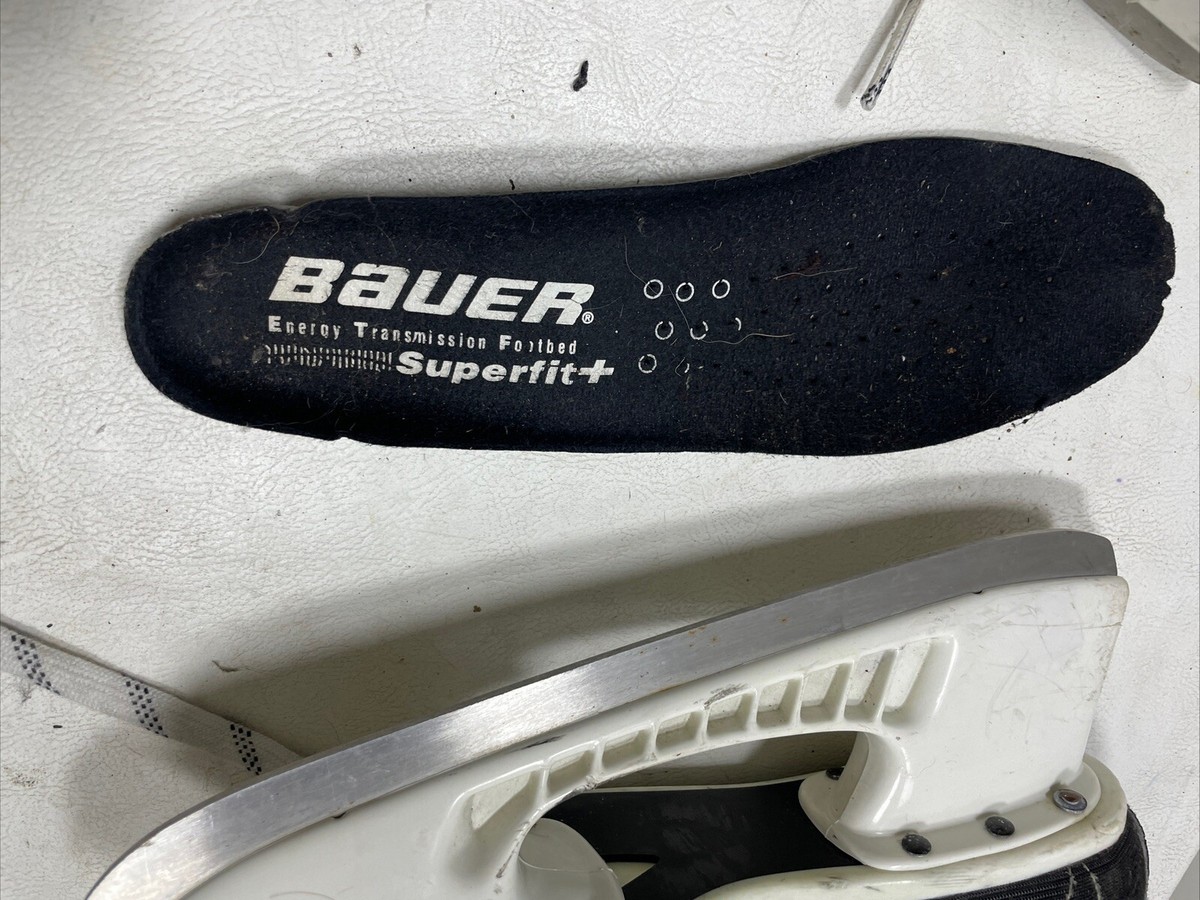 BAUER®
Energy Transmission Footbed
Superfit+